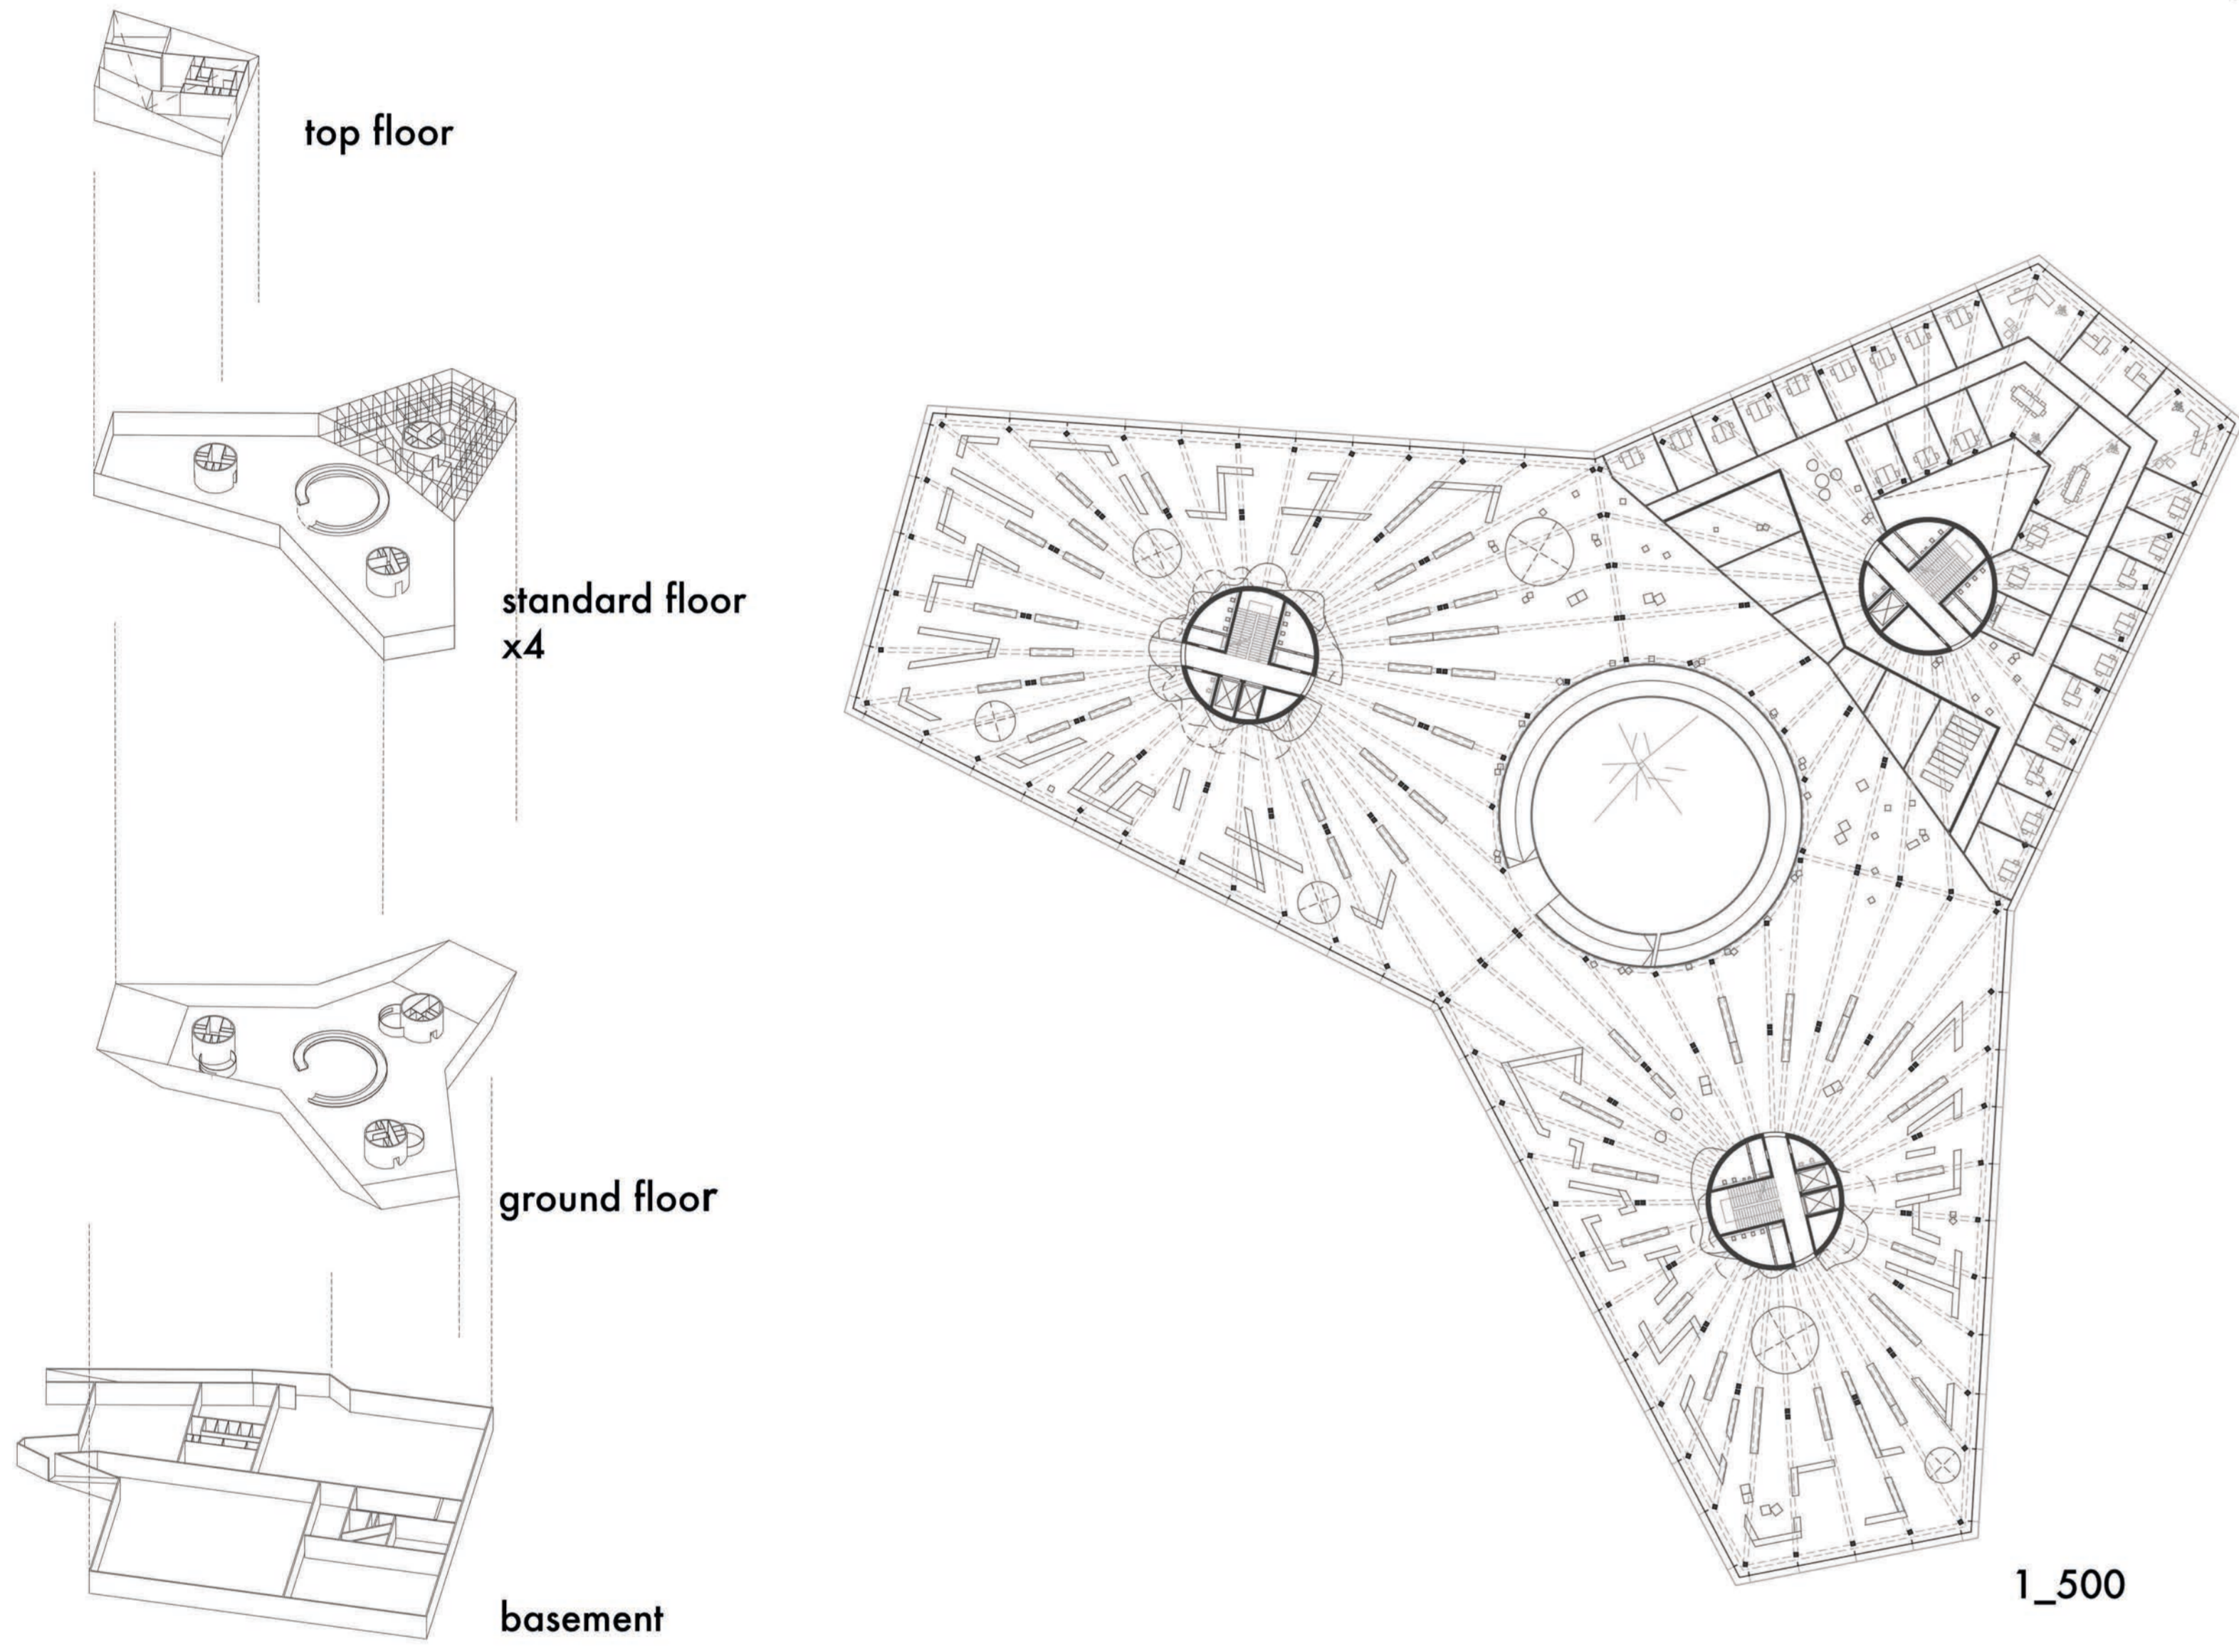 top floor
standard floor
x4
ground floor
basement
1_500